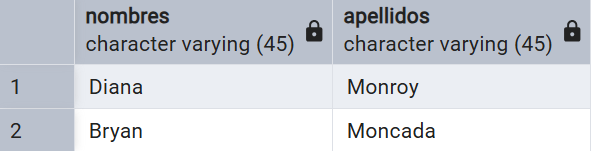 nombres apellidos
character varying (45) character varying (45)
1 Diana Monroy
2 Bryan Moncada